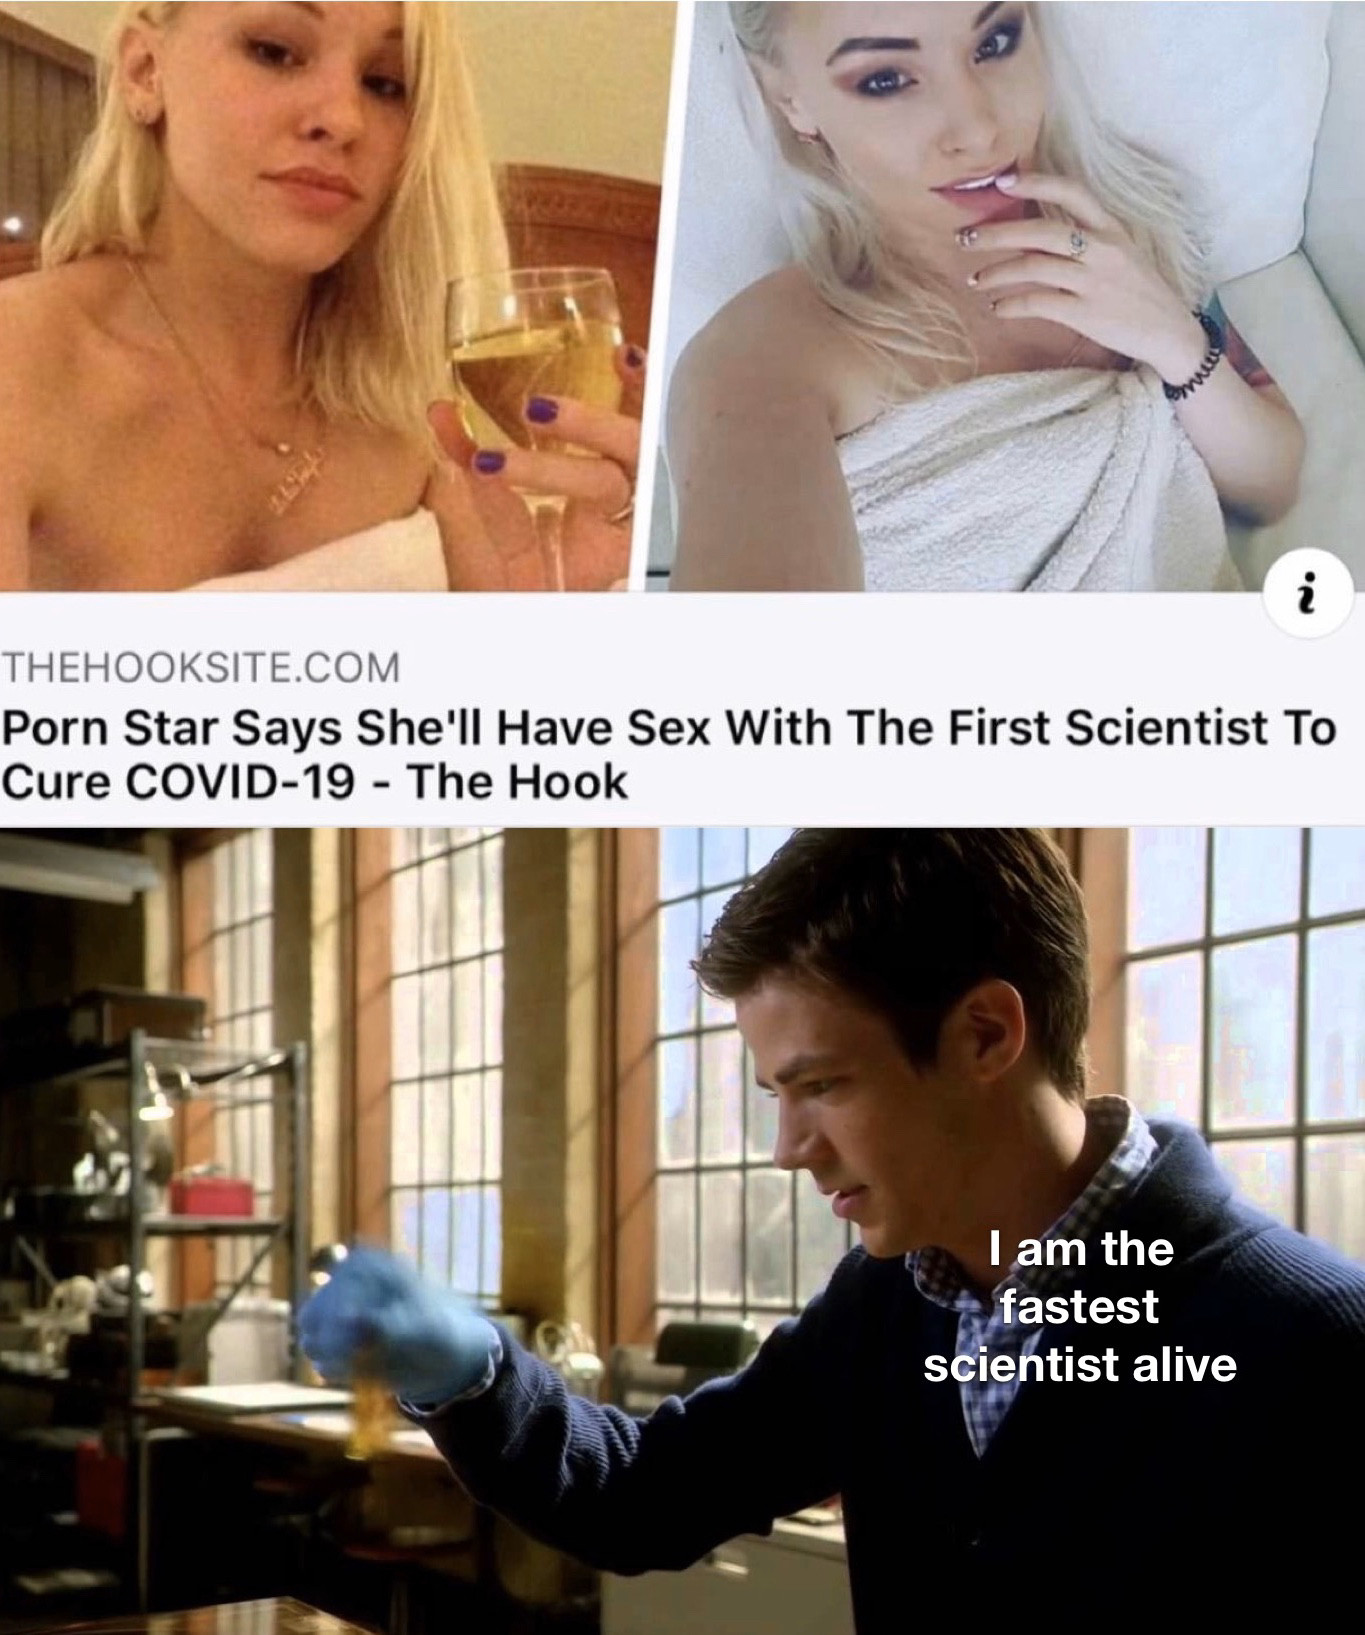 THEHOOKSITE.COM
Porn Star Says She'll Have Sex With The First Scientist To
Cure COVID-19 - The Hook
I am the
fastest
scientist alive